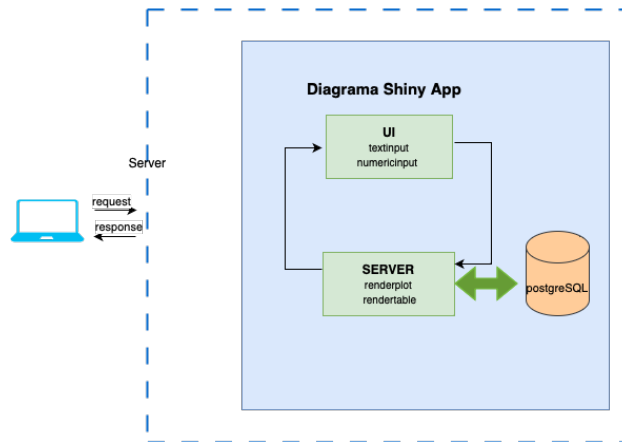 Diagrama Shiny App
UI
textinput
numericinput
Server
request
response
SERVER
renderplot
rendertable
postgreSQL